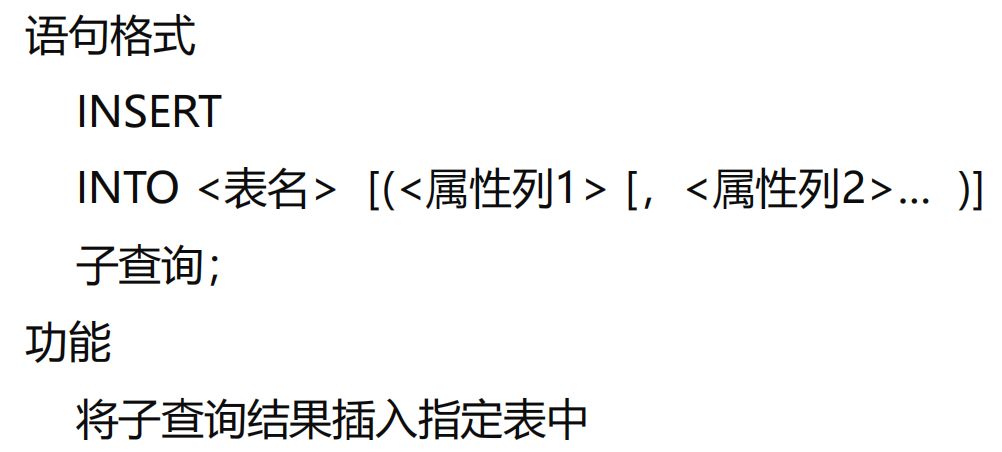 语句格式
INSERT
INTO <表名> [(<属性列1> [，<属性列2>… )]
子查询；
功能
将子查询结果插入指定表中